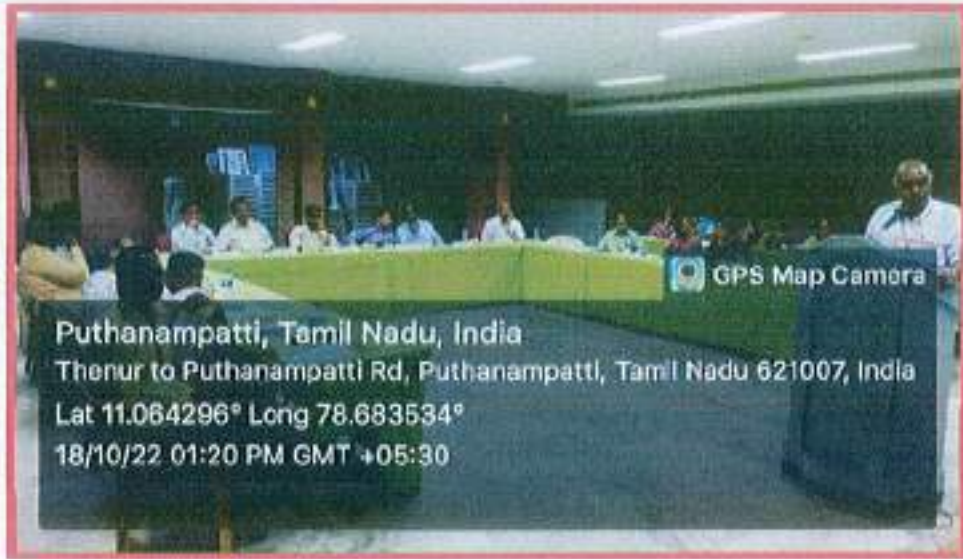 GPS Map Camera
Puthanampatti, Tamil Nadu, India
Thenur to Puthanampatti Rd, Puthanampatti, Tamil Nadu 621007, India
Lat 11.064296° Long 78.683534°
18/10/22 01:20 PM GMT +05:30